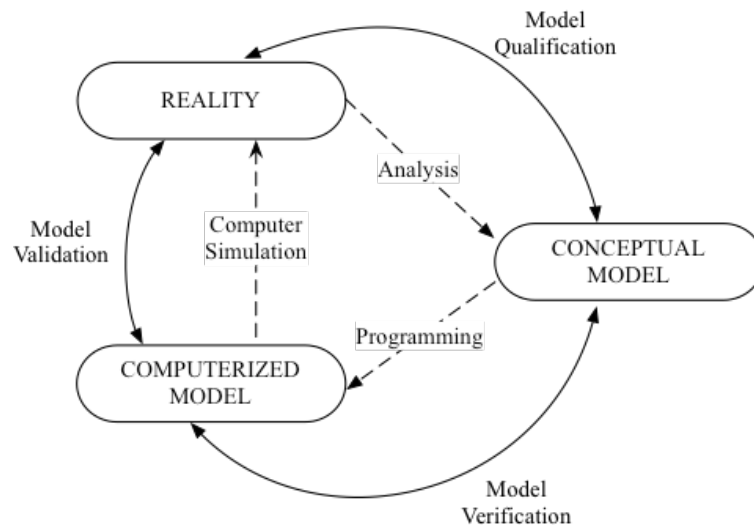 Model
Qualification
REALITY
Analysis
Model
Validation
Computer
Simulation
CONCEPTUAL
MODEL
Programming
COMPUTERIZED
MODEL
Model
Verification